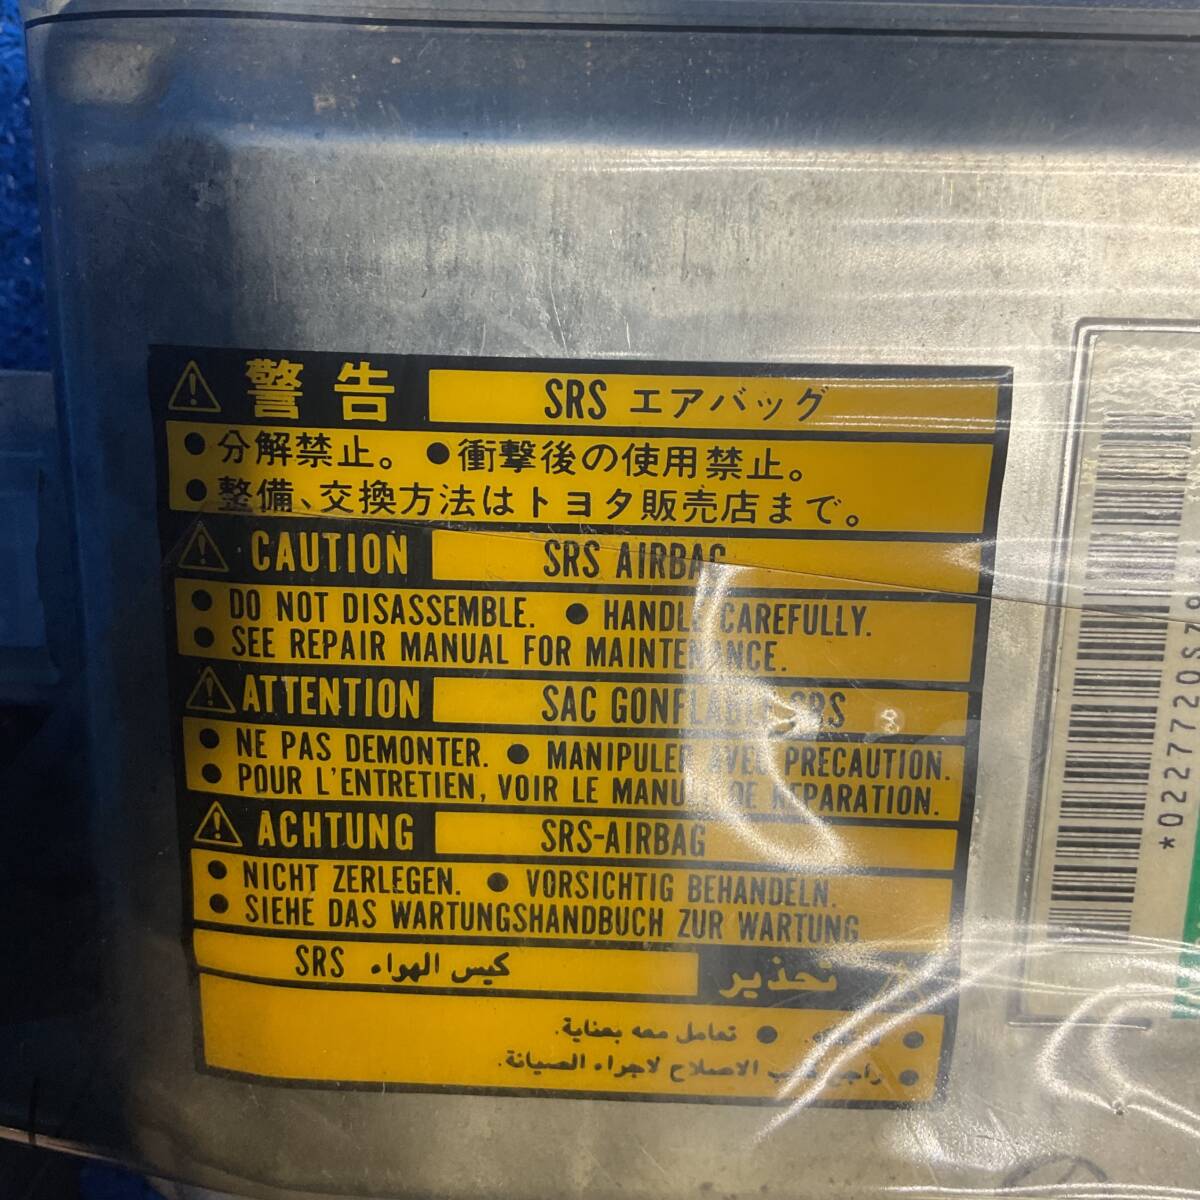 警告 SRS エアバッグ
●分解禁止。 ●衝撃後の使用禁止。
●整備、交換方法はトヨタ販売店まで。
CAUTION SRS AIRBAG
● DO NOT DISASSEMBLE. ● HANDLE CAREFULLY.
● SEE REPAIR MANUAL FOR MAINTENANCE.
ATTENTION SAC GONFLABLE SRS
● NE PAS DEMONTER. ● MANIPULER AVEC PRECAUTION.
● POUR L'ENTRETIEN, VOIR LE MANUEL DE REPARATION.
ACHTUNG SRS-AIRBAG
● NICHT ZERLEGEN. ● VORSICHTIG BEHANDELN.
● SIEHE DAS WARTUNGSHANDBUCH ZUR WARTUNG
تحذير كيس الهواء SRS
● ● تعامل معه بعناية.
● راجع الاصلاح لاجراء الصيانة.
*0227720S